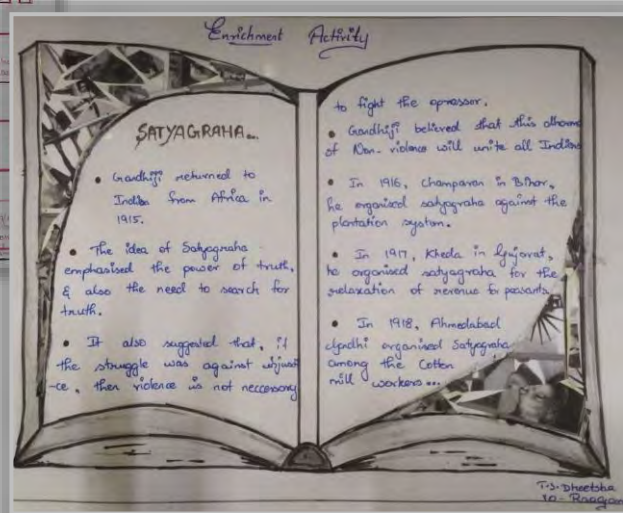 Enrichment Activity
SATYAGRAHA...
• Gandhiji returned to
India from Africa in
1915.
• The idea of Satyagraha
emphasised the power of truth,
& also the need to search for
truth.
• It also suggested that, if
the struggle was against unjust
-ce, then violence is not neccessary
to fight the oppressor.
• Gandhiji believed that this dharma
of Non-violence will unite all Indians
• In 1916, Champaran in Bihar,
he organised satyagraha against the
plantation system.
• In 1917, Kheda in Gujarat,
he organised satyagraha for the
relaxation of revenue for peasants.
• In 1918, Ahmedabad
Gandhi organised Satyagraha
among the Cotton
mill workers...
T.S. Dheetsha
10 -